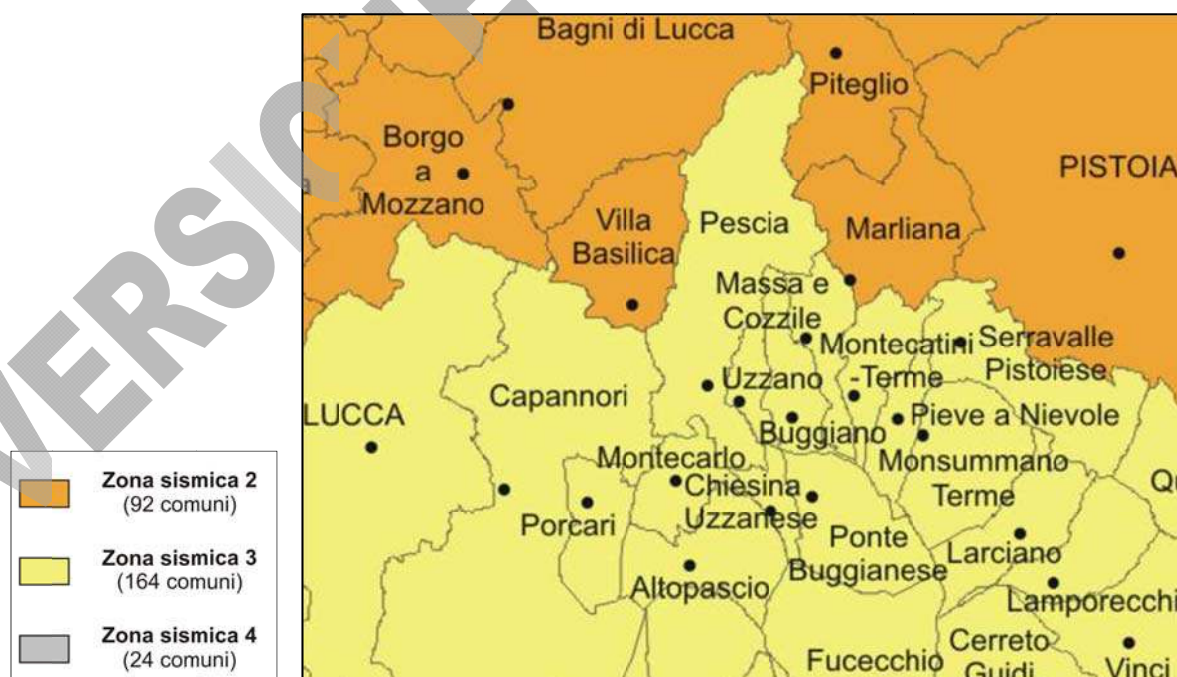 Bagni di Lucca
Piteglio
Borgo
a
Mozzano
PISTOIA
Villa
Basilica
Pescia
Marliana
Massa e
Cozzile
Montecatini
-Terme
Serravalle
Pistoiese
Uzzano
Capannori
LUCCA
Buggiano
Pieve a Nievole
Montecarlo
Monsummano
Terme
Qu
Chiesina
Uzzanese
Porcari
Ponte
Buggianese
Larciano
Altopascio
Lamporecchi
Cerreto
Guidi
Fucecchio
Vinci
Zona sismica 2
(92 comuni)
Zona sismica 3
(164 comuni)
Zona sismica 4
(24 comuni)
VERSIC